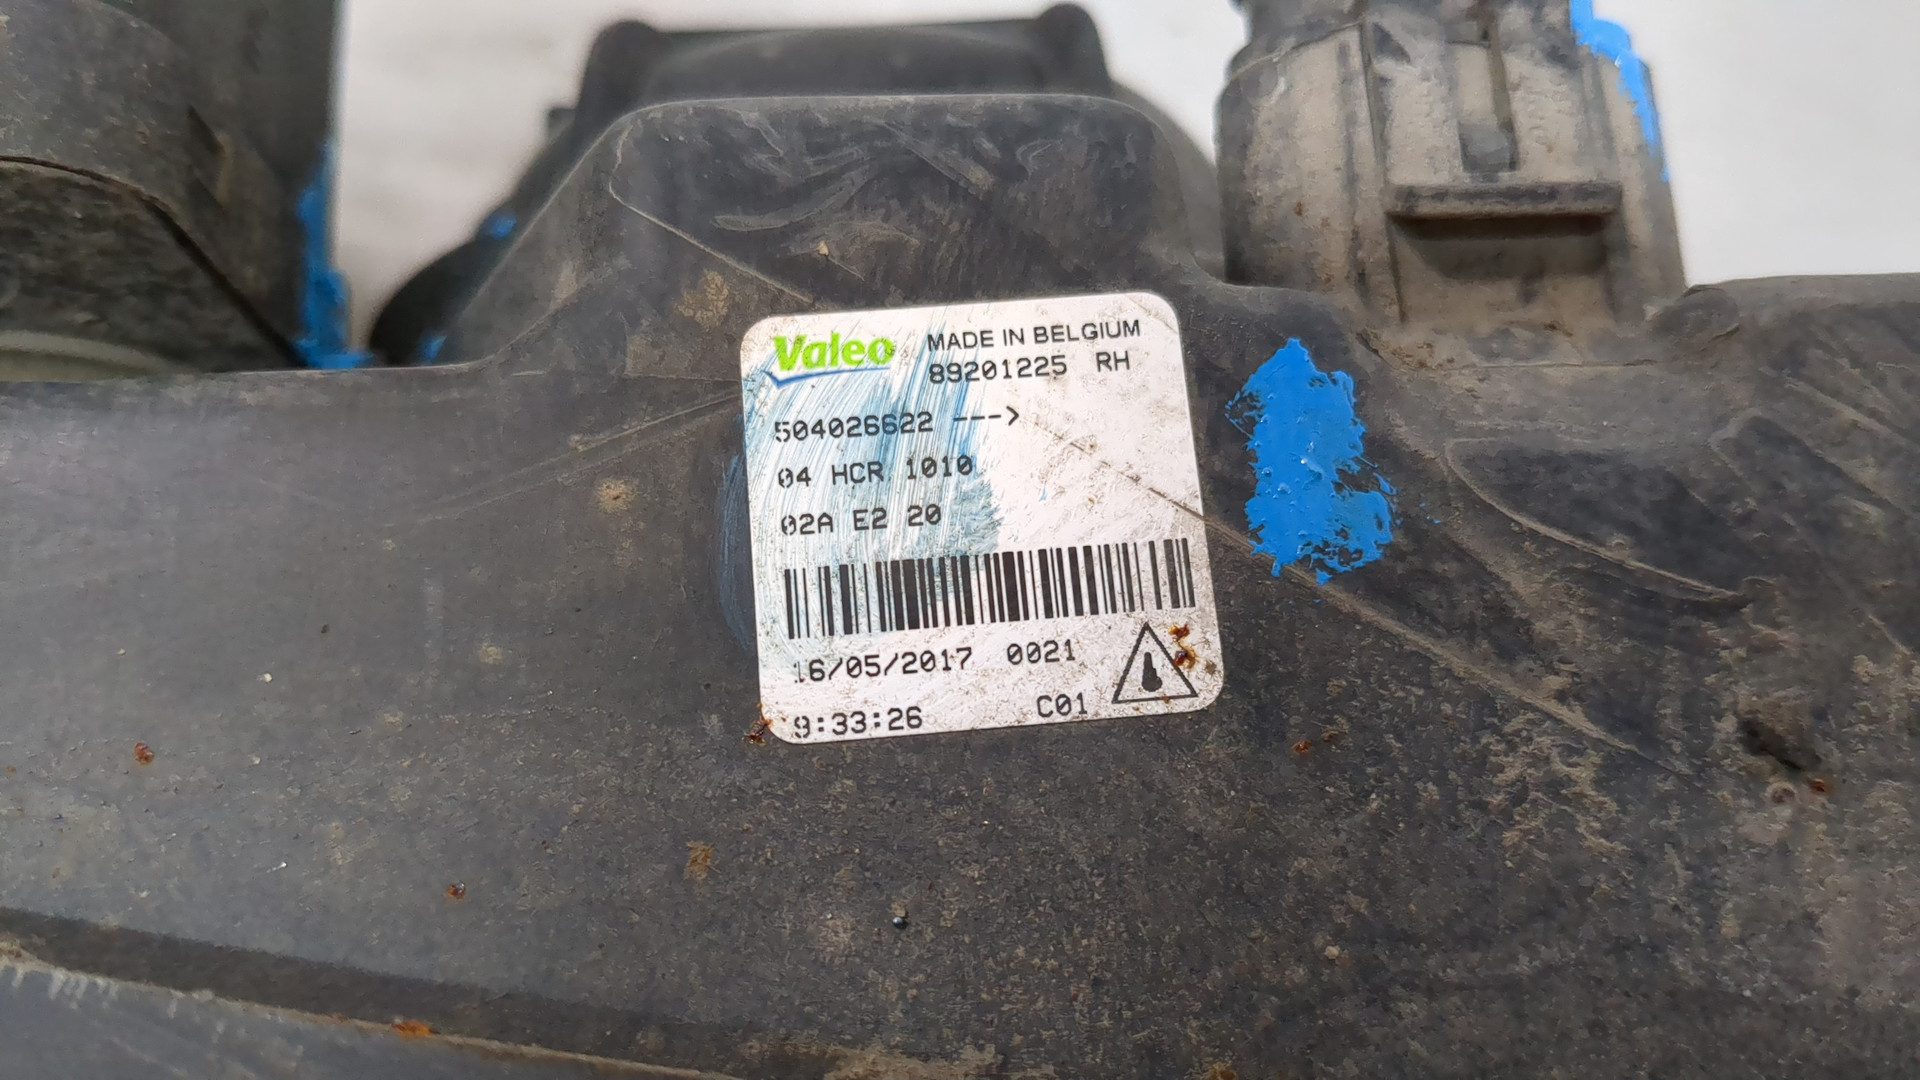 Valeo MADE IN BELGIUM
89201225 RH
504026622 --->
04 HCR 1010
02A E2 20
16/05/2017 0021
9:33:26 C01